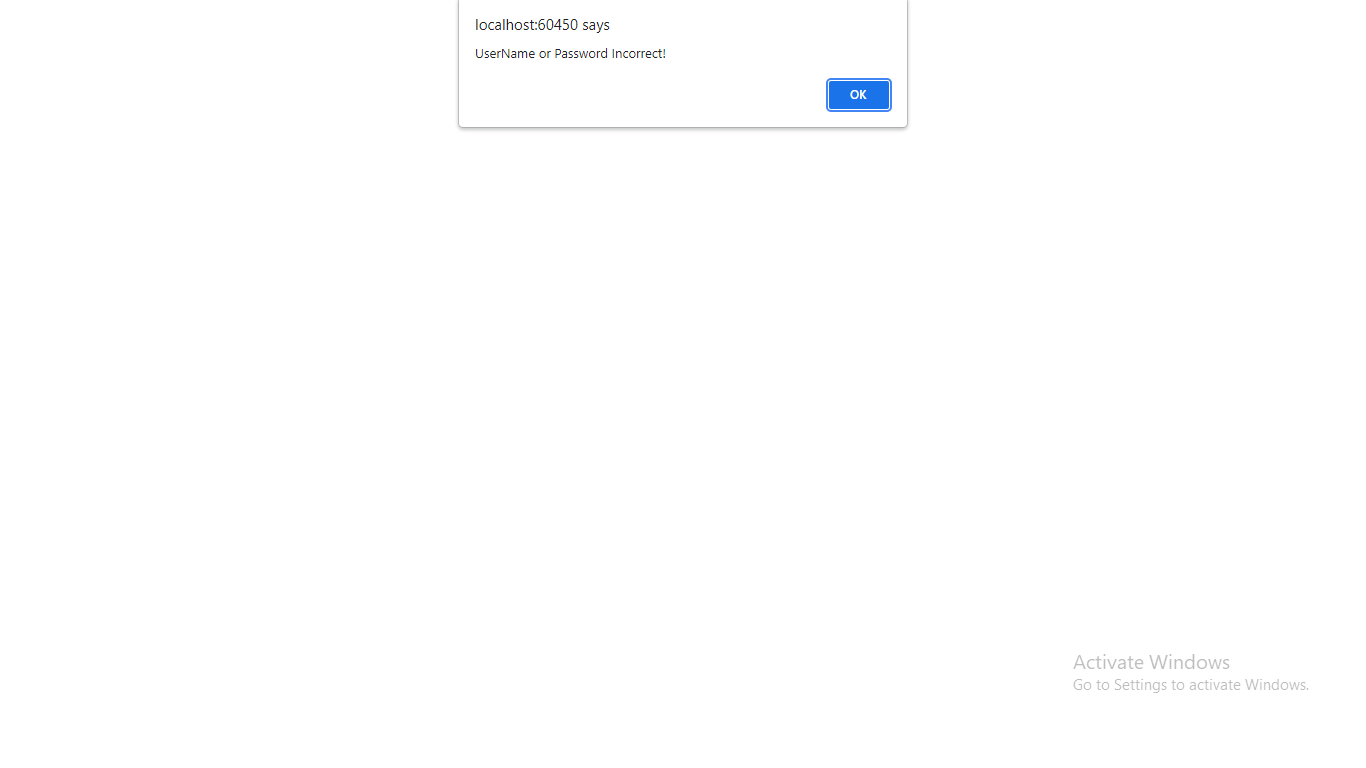 localhost:60450 says
UserName or Password Incorrect!
OK
Activate Windows
Go to Settings to activate Windows.